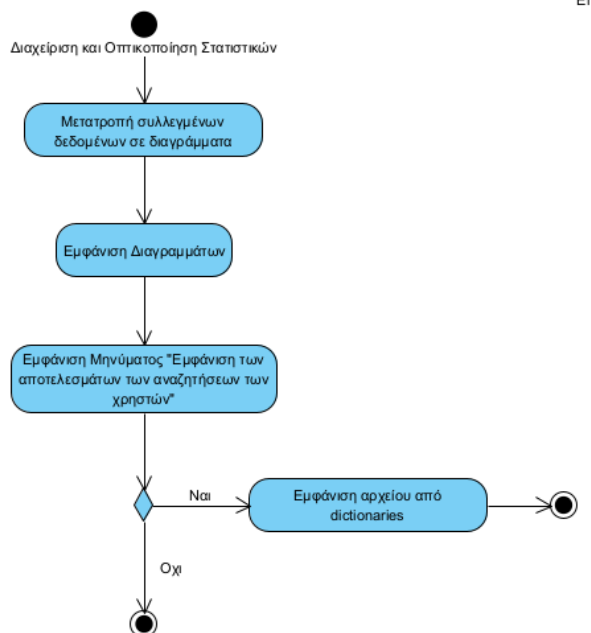 Διαχείριση και Οπτικοποίηση Στατιστικών
Μετατροπή συλλεγμένων
δεδομένων σε διαγράμματα
Εμφάνιση Διαγραμμάτων
Εμφάνιση Μηνύματος "Εμφάνιση των
αποτελεσμάτων των αναζητήσεων των
χρηστών"
Ναι
Εμφάνιση αρχείου από
dictionaries
Οχι